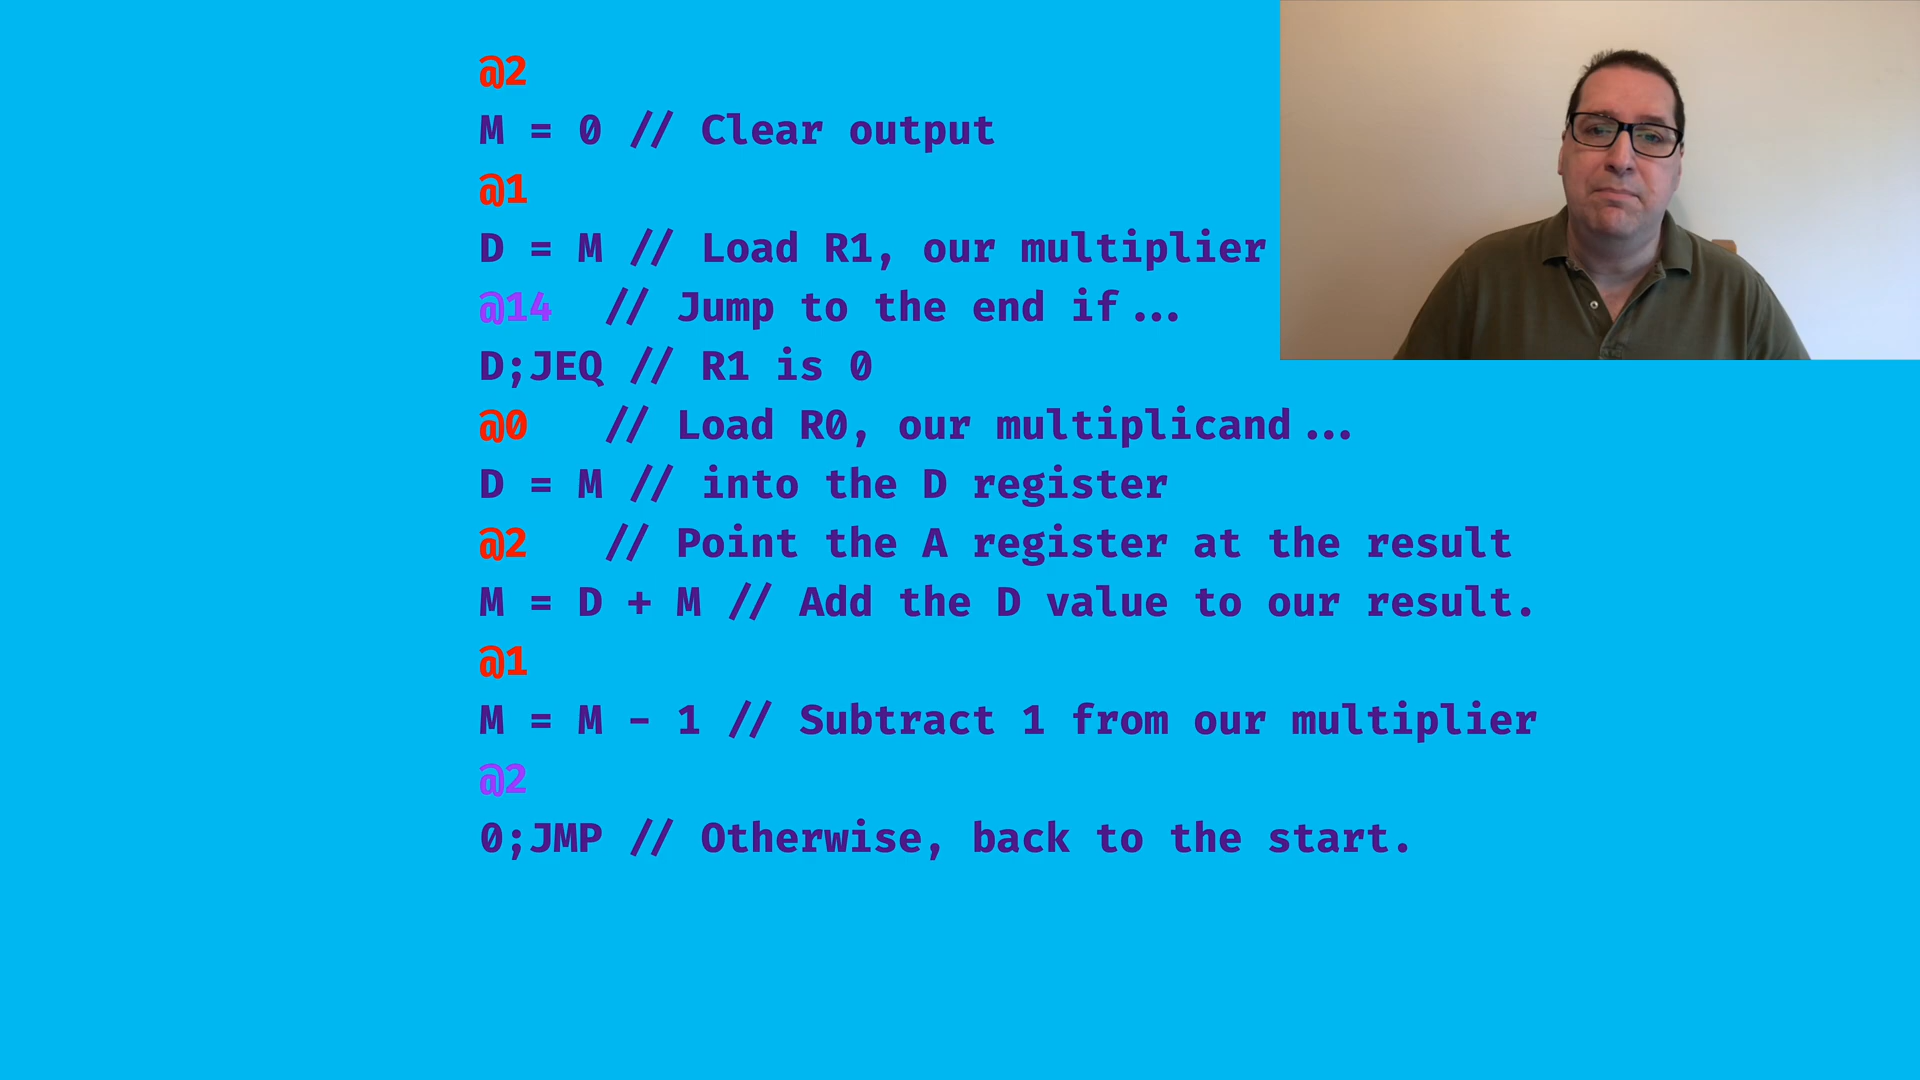 @2
M = 0 // Clear output
@1
D = M // Load R1, our multiplier
@14 // Jump to the end if...
D;JEQ // R1 is 0
@0 // Load R0, our multiplicand...
D = M // into the D register
@2 // Point the A register at the result
M = D + M // Add the D value to our result.
@1
M = M - 1 // Subtract 1 from our multiplier
@2
0;JMP // Otherwise, back to the start.